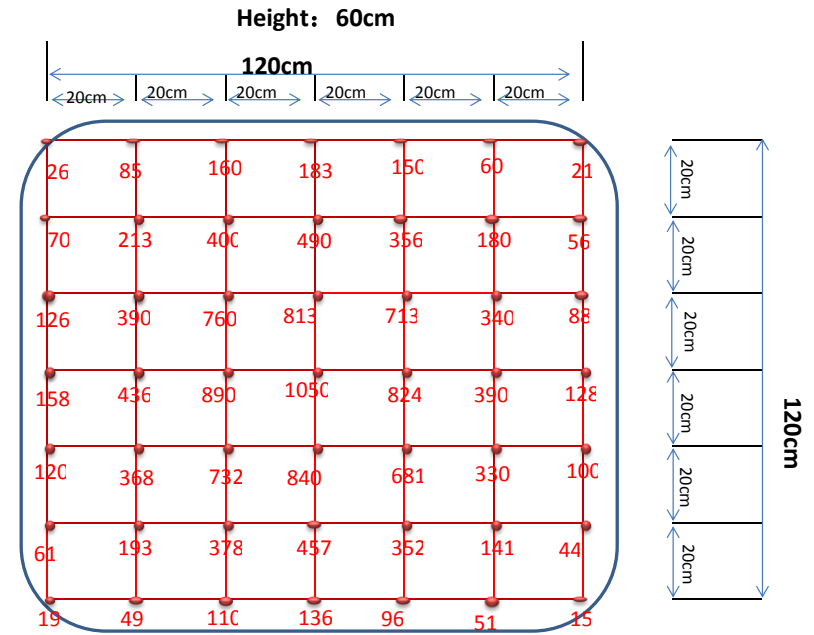 Height: 60cm
120cm
20cm 20cm 20cm 20cm 20cm 20cm
26 85 160 183 150 60 21
20cm
70 213 400 490 356 180 56
20cm
126 390 760 813 713 340 88
20cm
158 436 890 1050 824 390 128
20cm
120cm
120 368 732 840 681 330 100
20cm
61 193 378 457 352 141 44
20cm
19 49 110 136 96 51 15